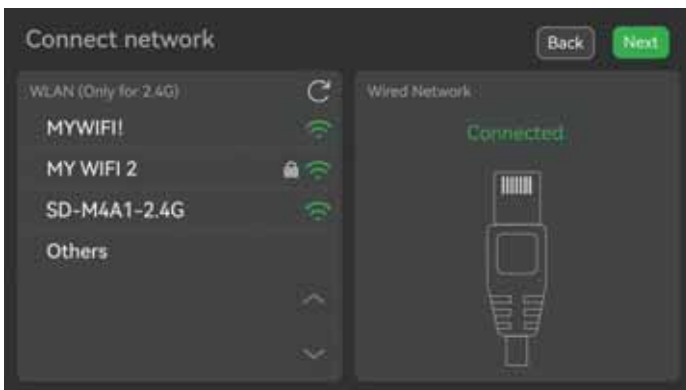 Connect network
Back
Next
WLAN (Only for 2.4G)
MYWIFI!
MY WIFI 2
SD-M4A1-2.4G
Others
Wired Network
Connected